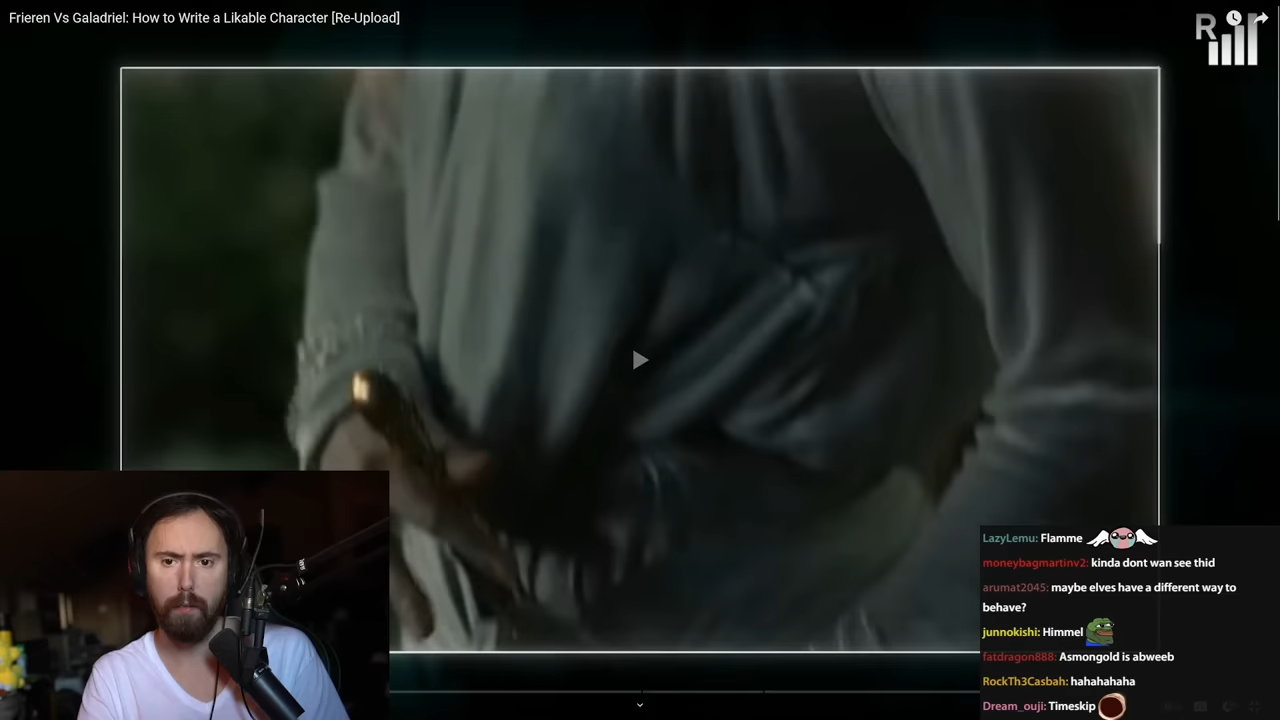 Frieren Vs Galadriel: How to Write a Likable Character [Re-Upload]
R
LazyLemu: Flamme
moneybagmartinv2: kinda dont wan see thid
arumat2045: maybe elves have a different way to
behave?
junnokishi: Himmel
fatdragon888: Asmongold is abweeb
RockTh3Casbah: hahahahaha
Dream_ouji: Timeskip